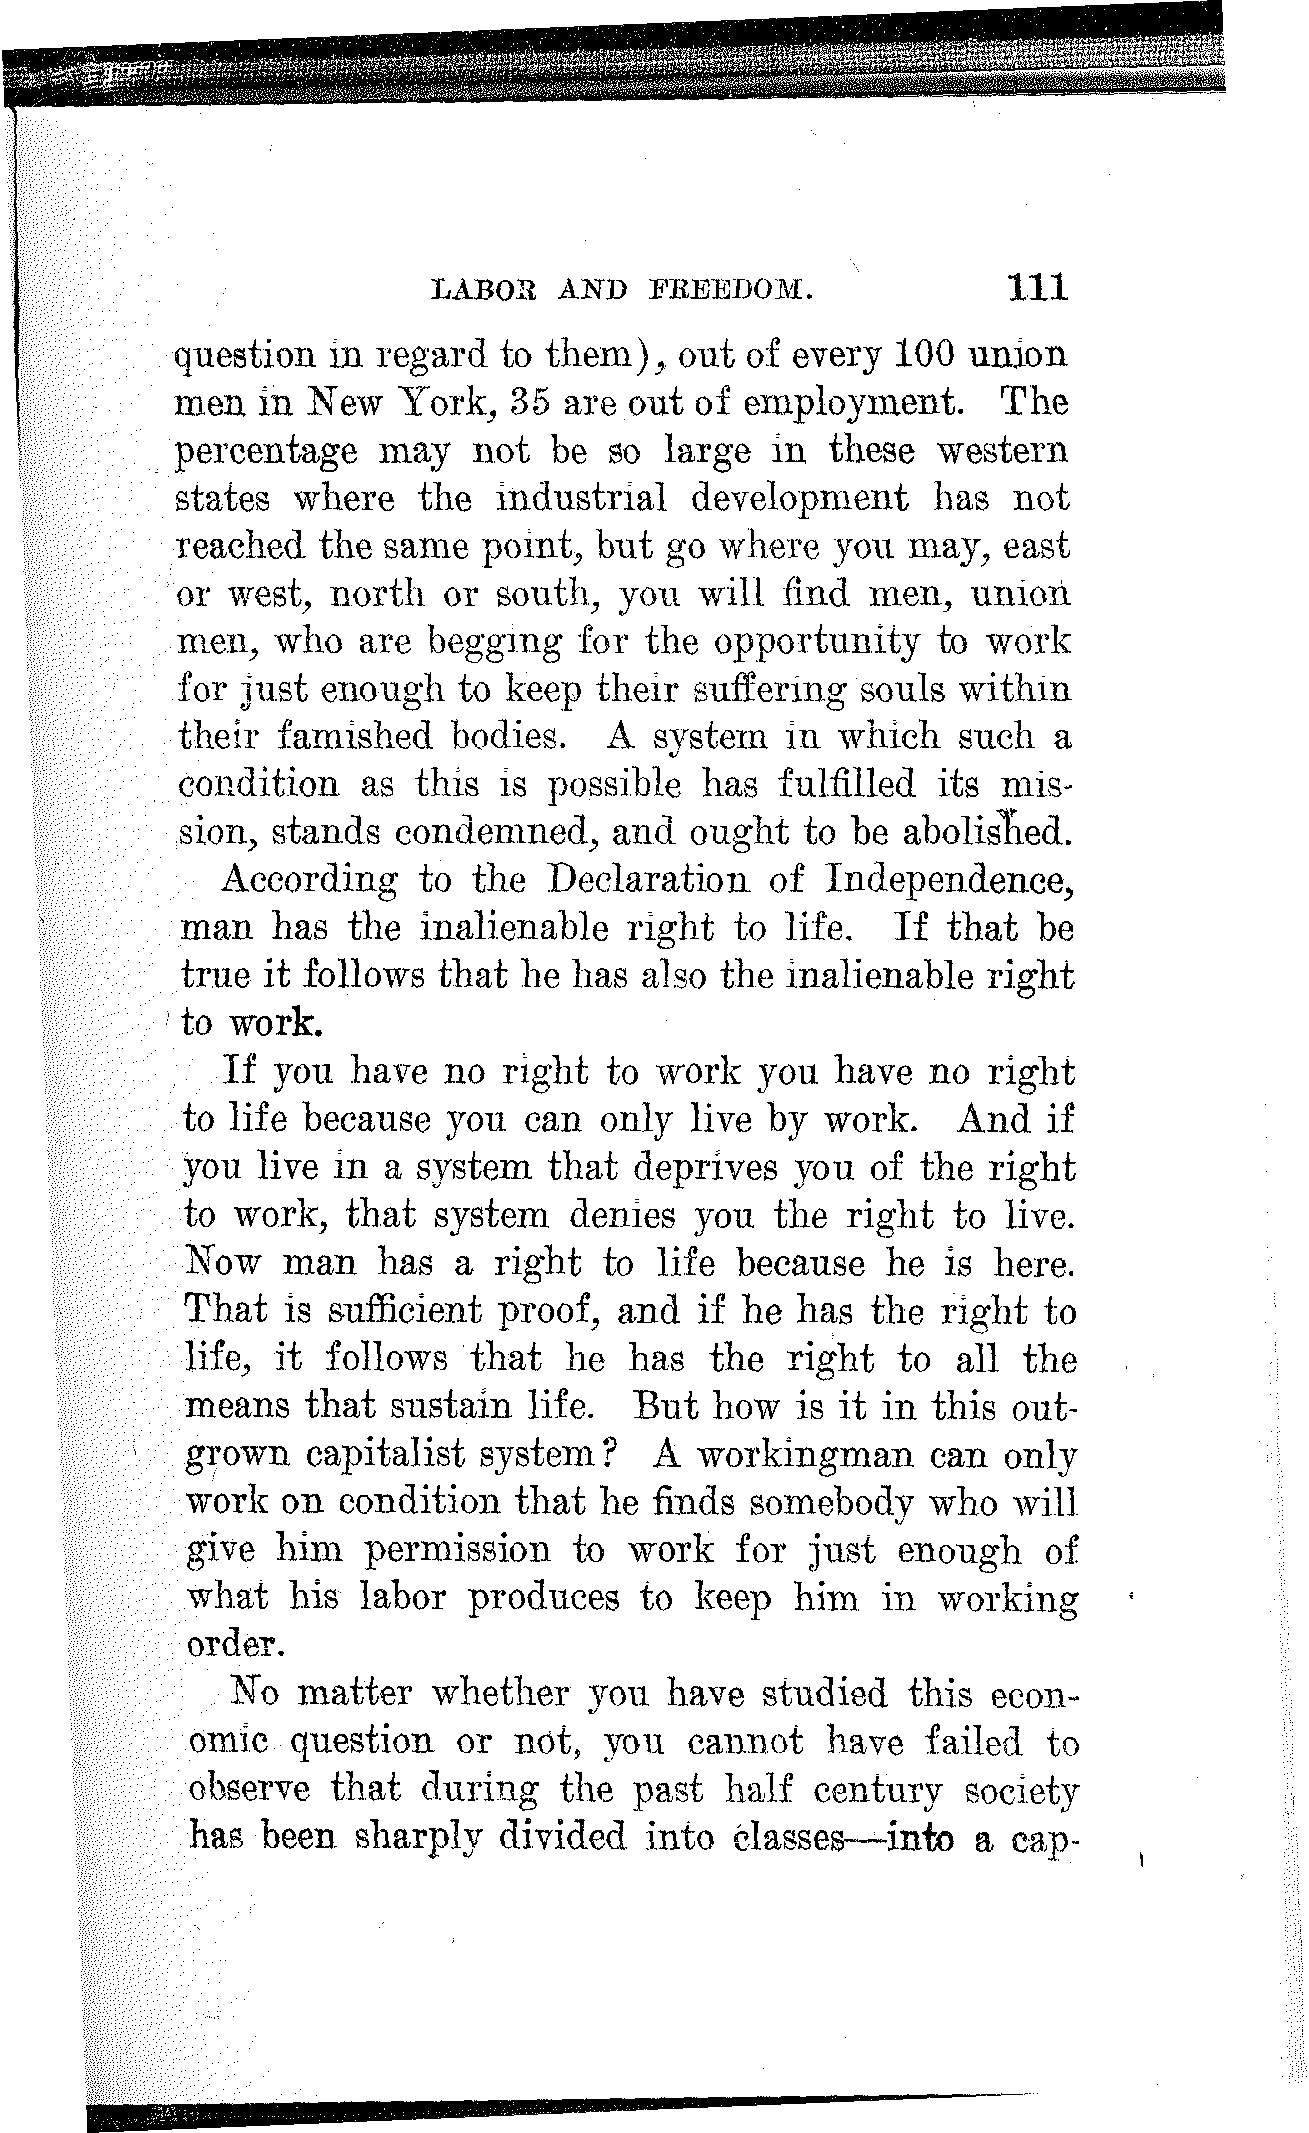 LABOR AND FREEDOM. 111
question in regard to them), out of every 100 union
men in New York, 35 are out of employment. The
percentage may not be so large in these western
states where the industrial development has not
reached the same point, but go where you may, east
or west, north or south, you will find men, union
men, who are begging for the opportunity to work
for just enough to keep their suffering souls within
their famished bodies. A system in which such a
condition as this is possible has fulfilled its mis-
sion, stands condemned, and ought to be abolished.
According to the Declaration of Independence,
man has the inalienable right to life. If that be
true it follows that he has also the inalienable right
to work.
If you have no right to work you have no right
to life because you can only live by work. And if
you live in a system that deprives you of the right
to work, that system denies you the right to live.
Now man has a right to life because he is here.
That is sufficient proof, and if he has the right to
life, it follows that he has the right to all the
means that sustain life. But how is it in this out-
grown capitalist system? A workingman can only
work on condition that he finds somebody who will
give him permission to work for just enough of
what his labor produces to keep him in working
order.
No matter whether you have studied this econ-
omic question or not, you cannot have failed to
observe that during the past half century society
has been sharply divided into classes—into a cap-